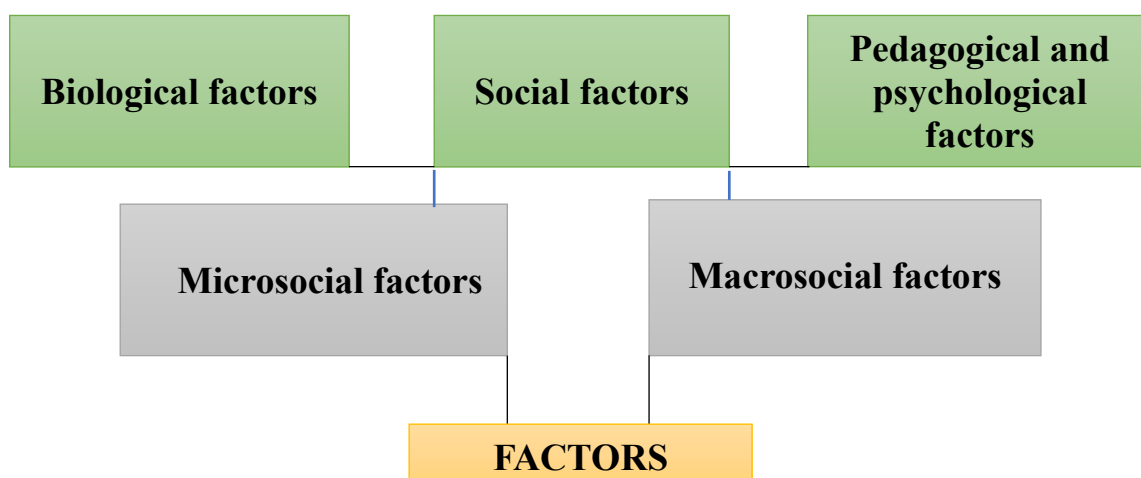 Biological factors
Social factors
Pedagogical and
psychological
factors
Microsocial factors
Macrosocial factors
FACTORS